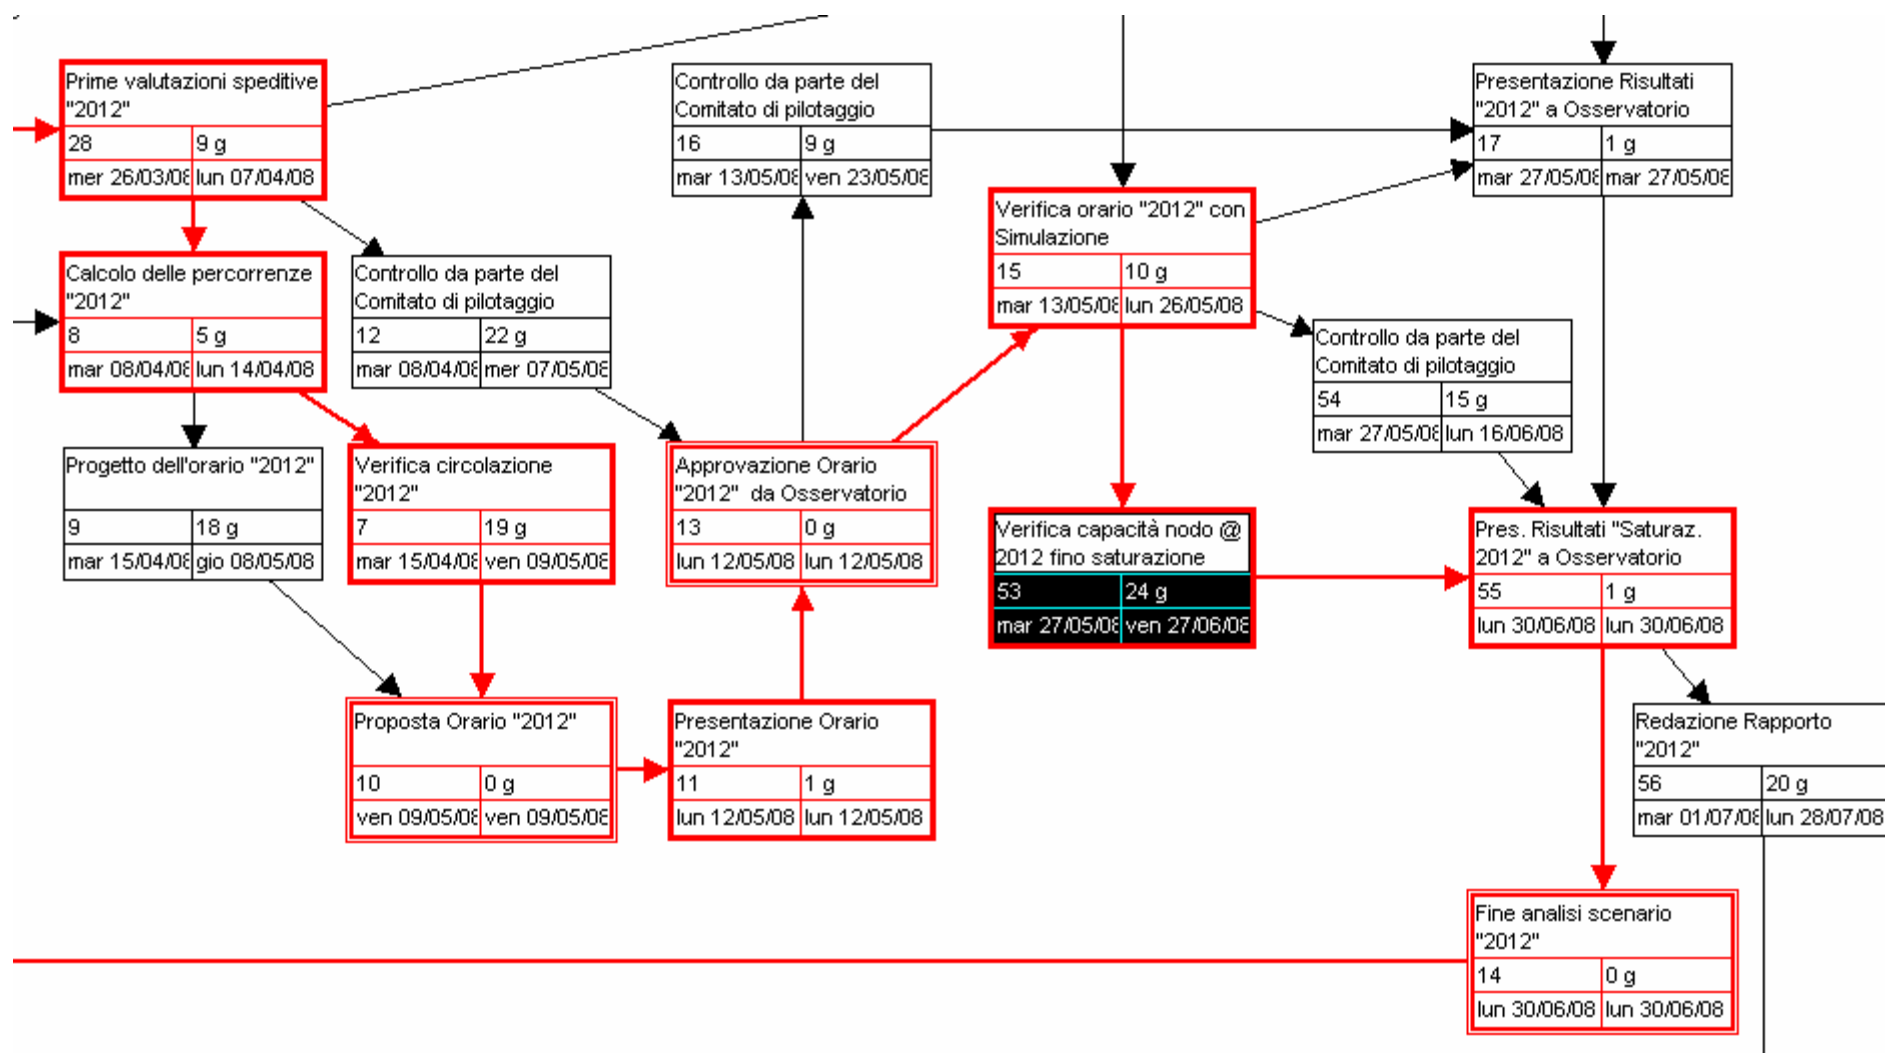 Prime valutazioni speditive
"2012"
28 9 g
mer 26/03/08 lun 07/04/08
Controllo da parte del
Comitato di pilotaggio
16 9 g
mar 13/05/08 ven 23/05/08
Presentazione Risultati
"2012" a Osservatorio
17 1 g
mar 27/05/08 mar 27/05/08
Verifica orario "2012" con
Simulazione
15 10 g
mar 13/05/08 lun 26/05/08
Calcolo delle percorrenze
"2012"
8 5 g
mar 08/04/08 lun 14/04/08
Controllo da parte del
Comitato di pilotaggio
12 22 g
mar 08/04/08 mer 07/05/08
Controllo da parte del
Comitato di pilotaggio
54 15 g
mar 27/05/08 lun 16/06/08
Progetto dell'orario "2012"
9 18 g
mar 15/04/08 gio 08/05/08
Verifica circolazione
"2012"
7 19 g
mar 15/04/08 ven 09/05/08
Approvazione Orario
"2012" da Osservatorio
13 0 g
lun 12/05/08 lun 12/05/08
Verifica capacità nodo @
2012 fino saturazione
53 24 g
mar 27/05/08 ven 27/06/08
Pres. Risultati "Saturaz.
2012" a Osservatorio
55 1 g
lun 30/06/08 lun 30/06/08
Proposta Orario "2012"
10 0 g
ven 09/05/08 ven 09/05/08
Presentazione Orario
"2012"
11 1 g
lun 12/05/08 lun 12/05/08
Redazione Rapporto
"2012"
56 20 g
mar 01/07/08 lun 28/07/08
Fine analisi scenario
"2012"
14 0 g
lun 30/06/08 lun 30/06/08